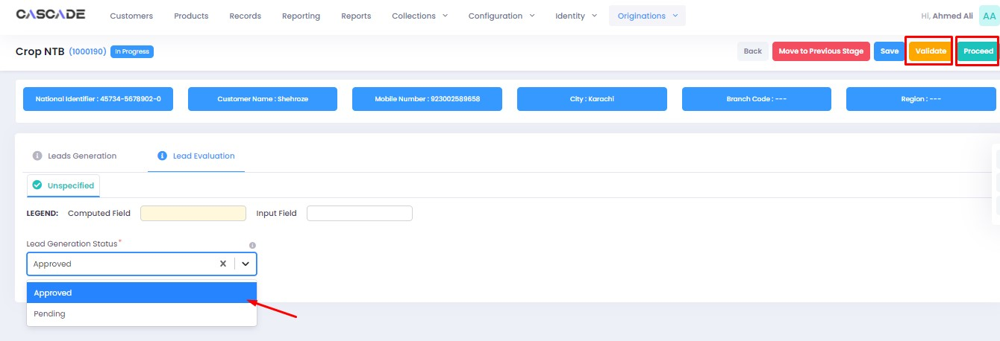 CASCADE Customers Products Records Reporting Reports Collections Configuration Identity Originations Hi, Ahmed Ali AA
Crop NTB (1000190) In Progress Back Move to Previous Stage Save Validate Proceed
National Identifier : 45734-5678902-0 Customer Name : Shehroze Mobile Number : 923002589658 City : Karachi Branch Code : --- Region : ---
Leads Generation Lead Evaluation
Unspecified
LEGEND: Computed Field Input Field
Lead Generation Status*
Approved
Approved
Pending